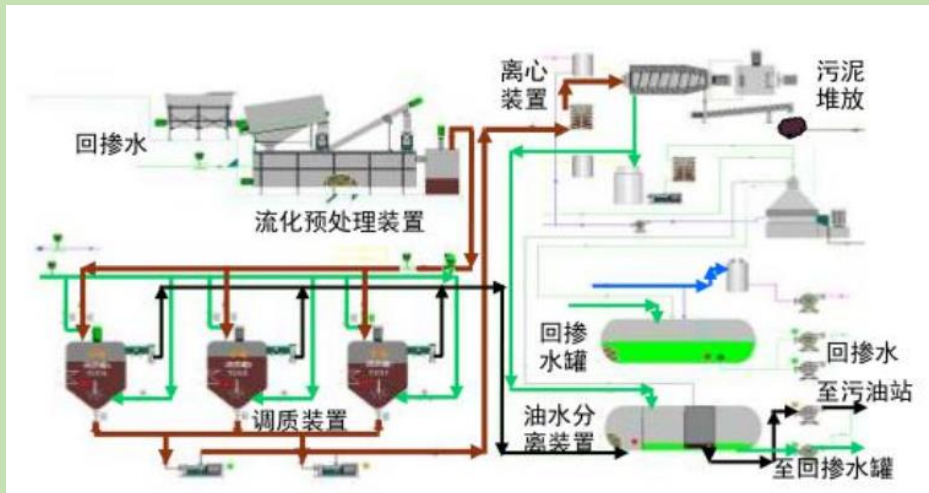 离心
装置
污泥
堆放
回掺水
流化预处理装置
回掺
水罐
回掺水
至污油站
调质装置
油水分
离装置
至回掺水罐